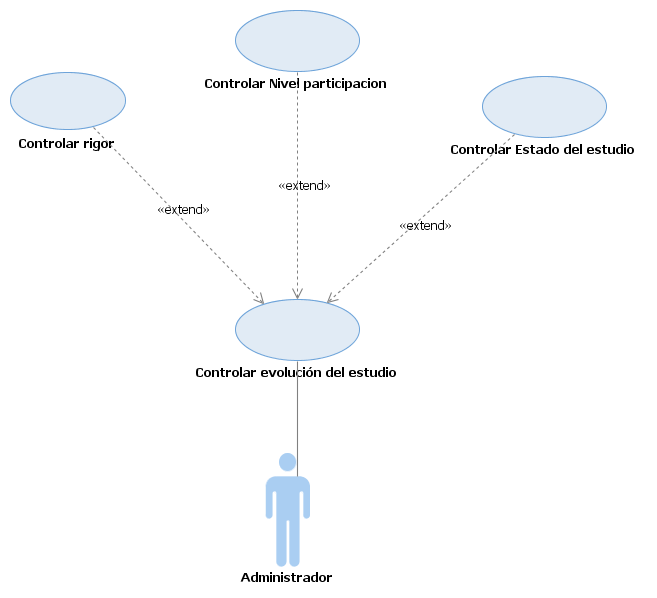 Controlar Nivel participacion
Controlar rigor
Controlar Estado del estudio
«extend»
«extend»
«extend»
Controlar evolución del estudio
Administrador